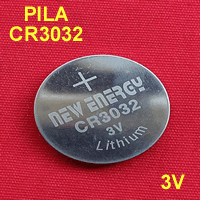 PILA
CR3032
+
NEW ENERGY
CR3032
3V
Lithium
3V